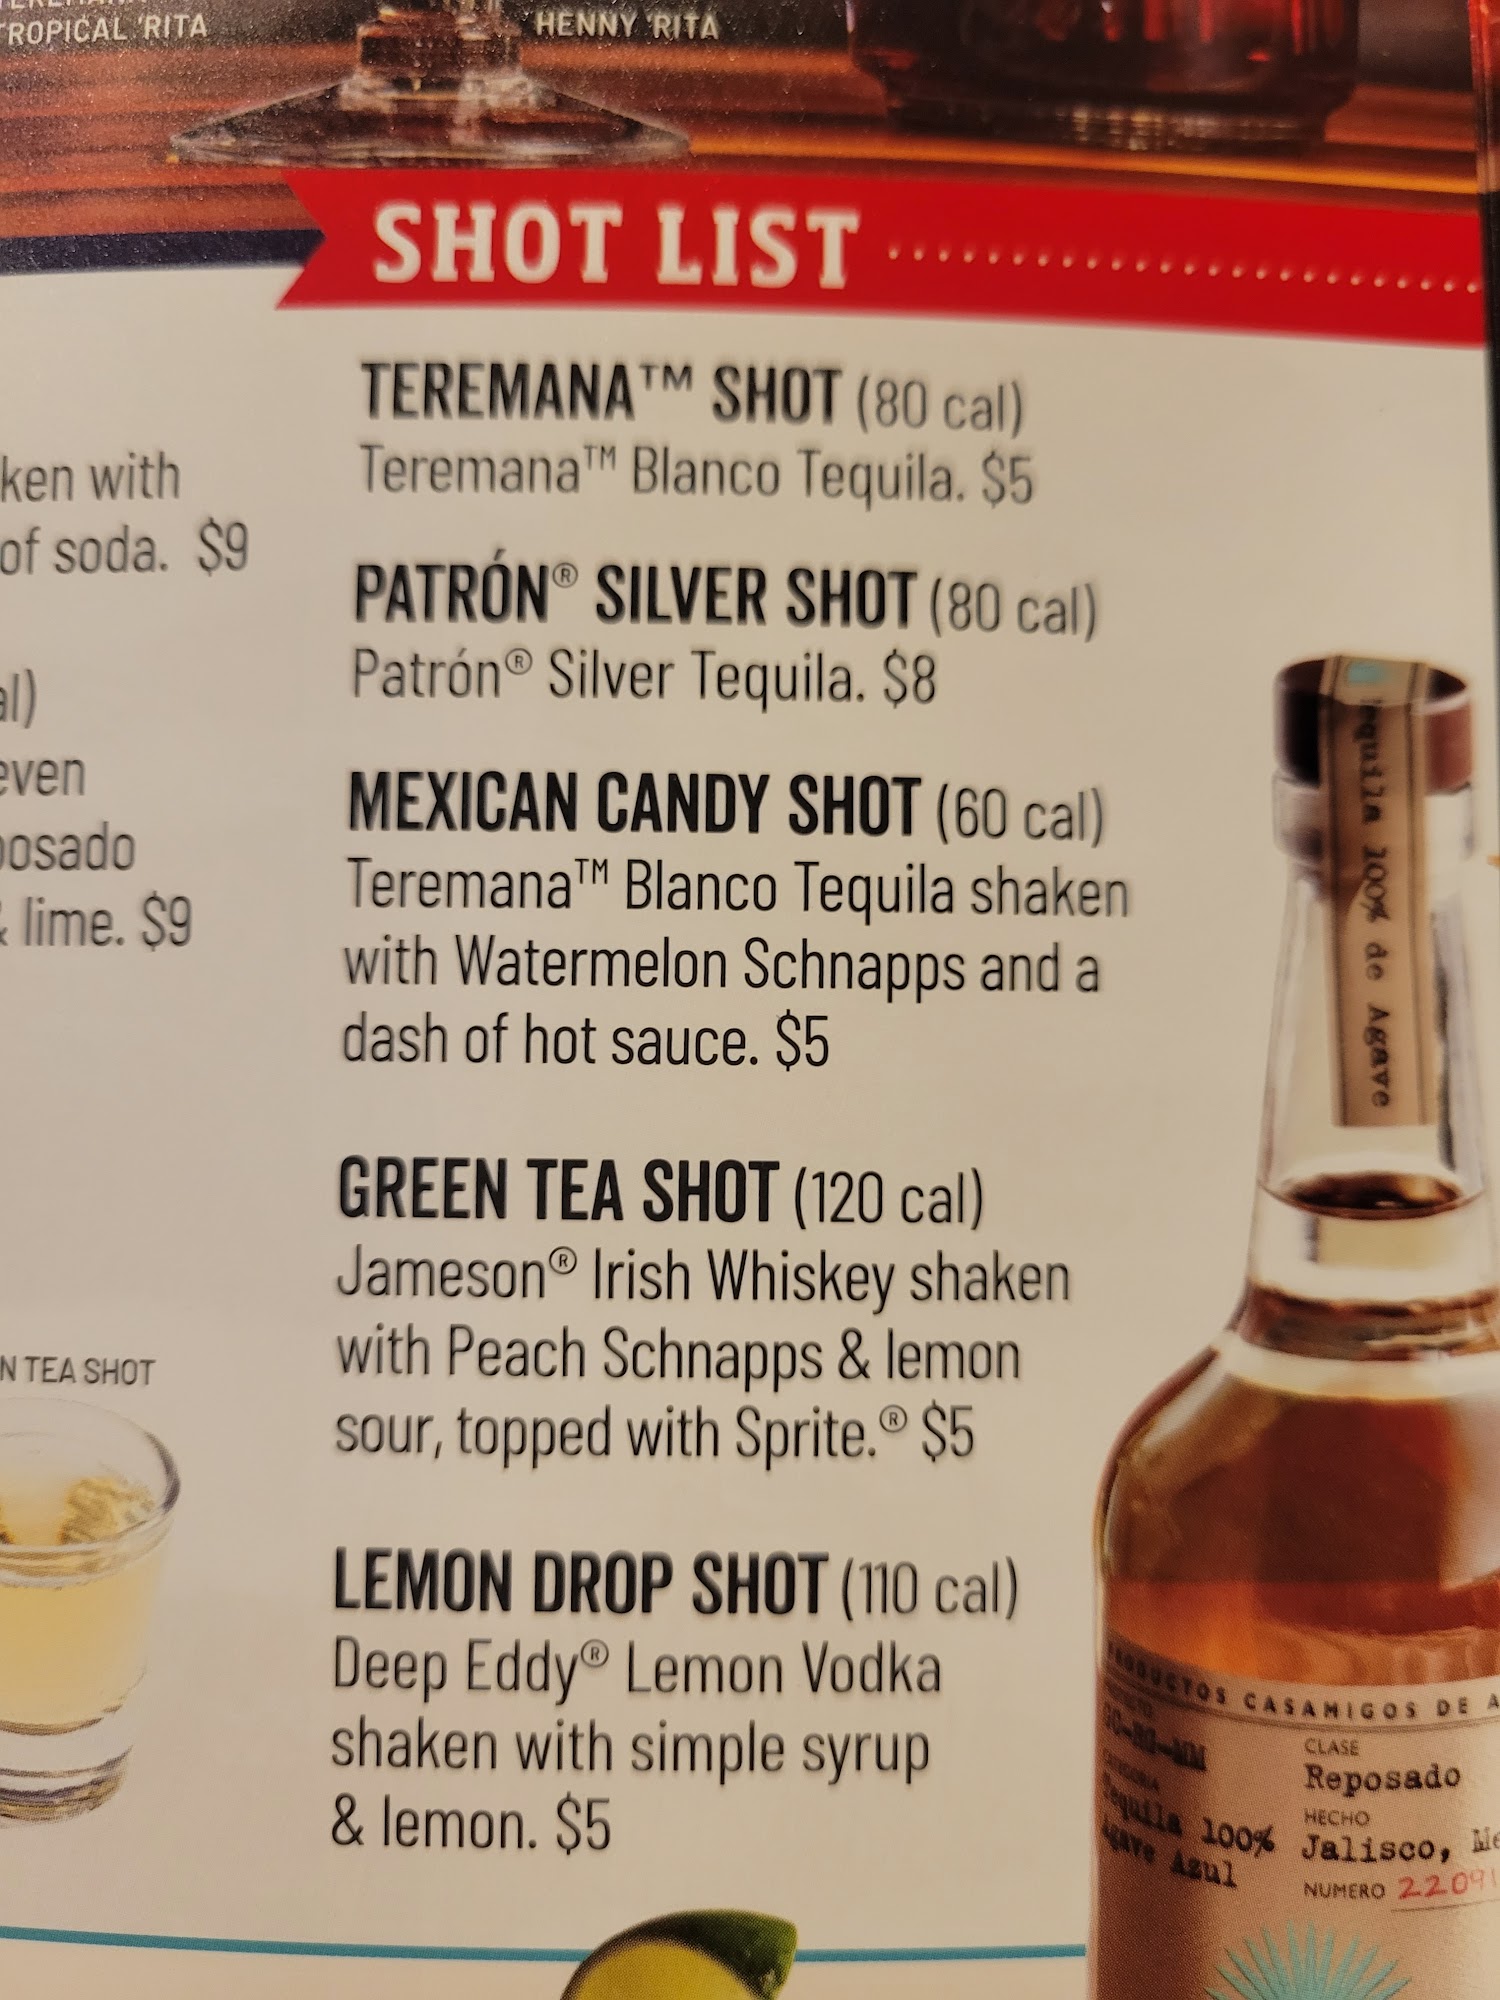 TROPICAL 'RITA
HENNY 'RITA
SHOT LIST
TEREMANA™ SHOT (80 cal)
Teremana™ Blanco Tequila. $5
PATRÓN® SILVER SHOT (80 cal)
Patrón® Silver Tequila. $8
MEXICAN CANDY SHOT (60 cal)
Teremana™ Blanco Tequila shaken
with Watermelon Schnapps and a
dash of hot sauce. $5
GREEN TEA SHOT (120 cal)
Jameson® Irish Whiskey shaken
with Peach Schnapps & lemon
sour, topped with Sprite.® $5
LEMON DROP SHOT (110 cal)
Deep Eddy® Lemon Vodka
shaken with simple syrup
& lemon. $5
ken with
of soda. $9
al)
even
posado
& lime. $9
N TEA SHOT
Tequila 100% de Agave
PRODUCTOS CASAMIGOS DE A
CLASE
Reposado
HECHO
Jalisco, Me
NUMERO 22091
Tequila 100%
Agave Azul